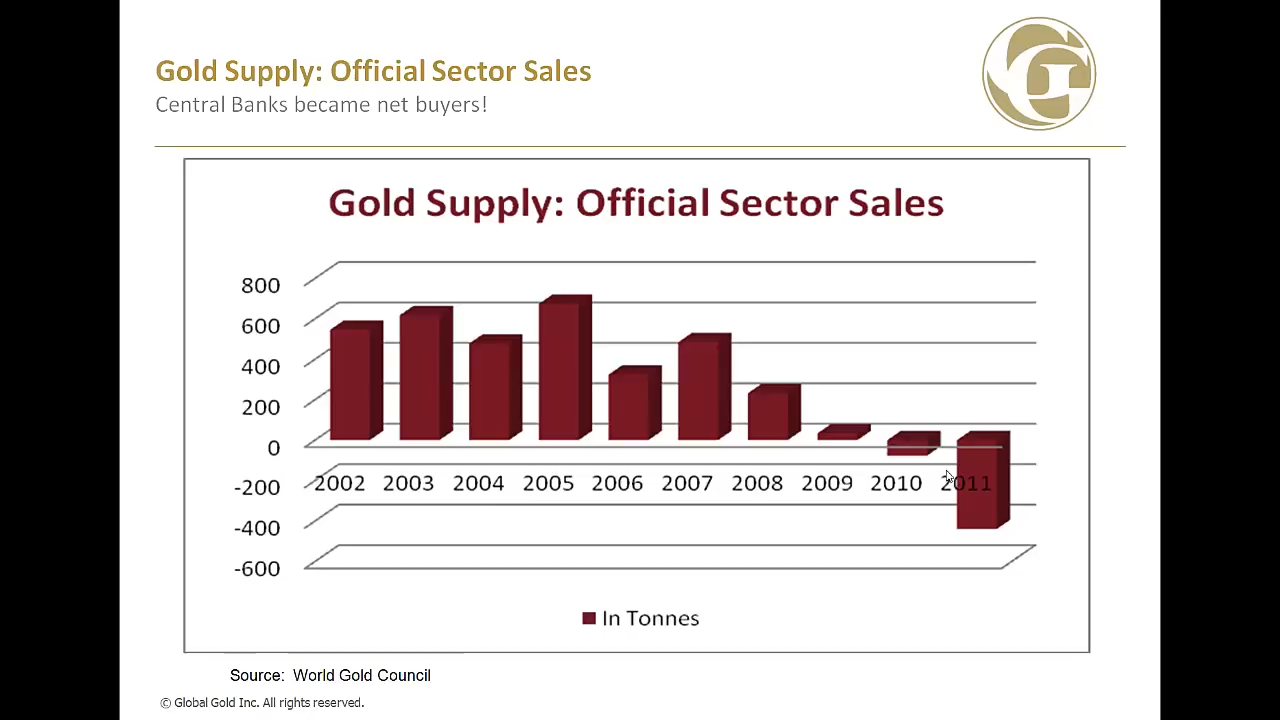 Gold Supply: Official Sector Sales
Central Banks became net buyers!
Gold Supply: Official Sector Sales
800
600
400
200
0
-200
-400
-600
2002 2003 2004 2005 2006 2007 2008 2009 2010 2011
In Tonnes
Source: World Gold Council
© Global Gold Inc. All rights reserved.